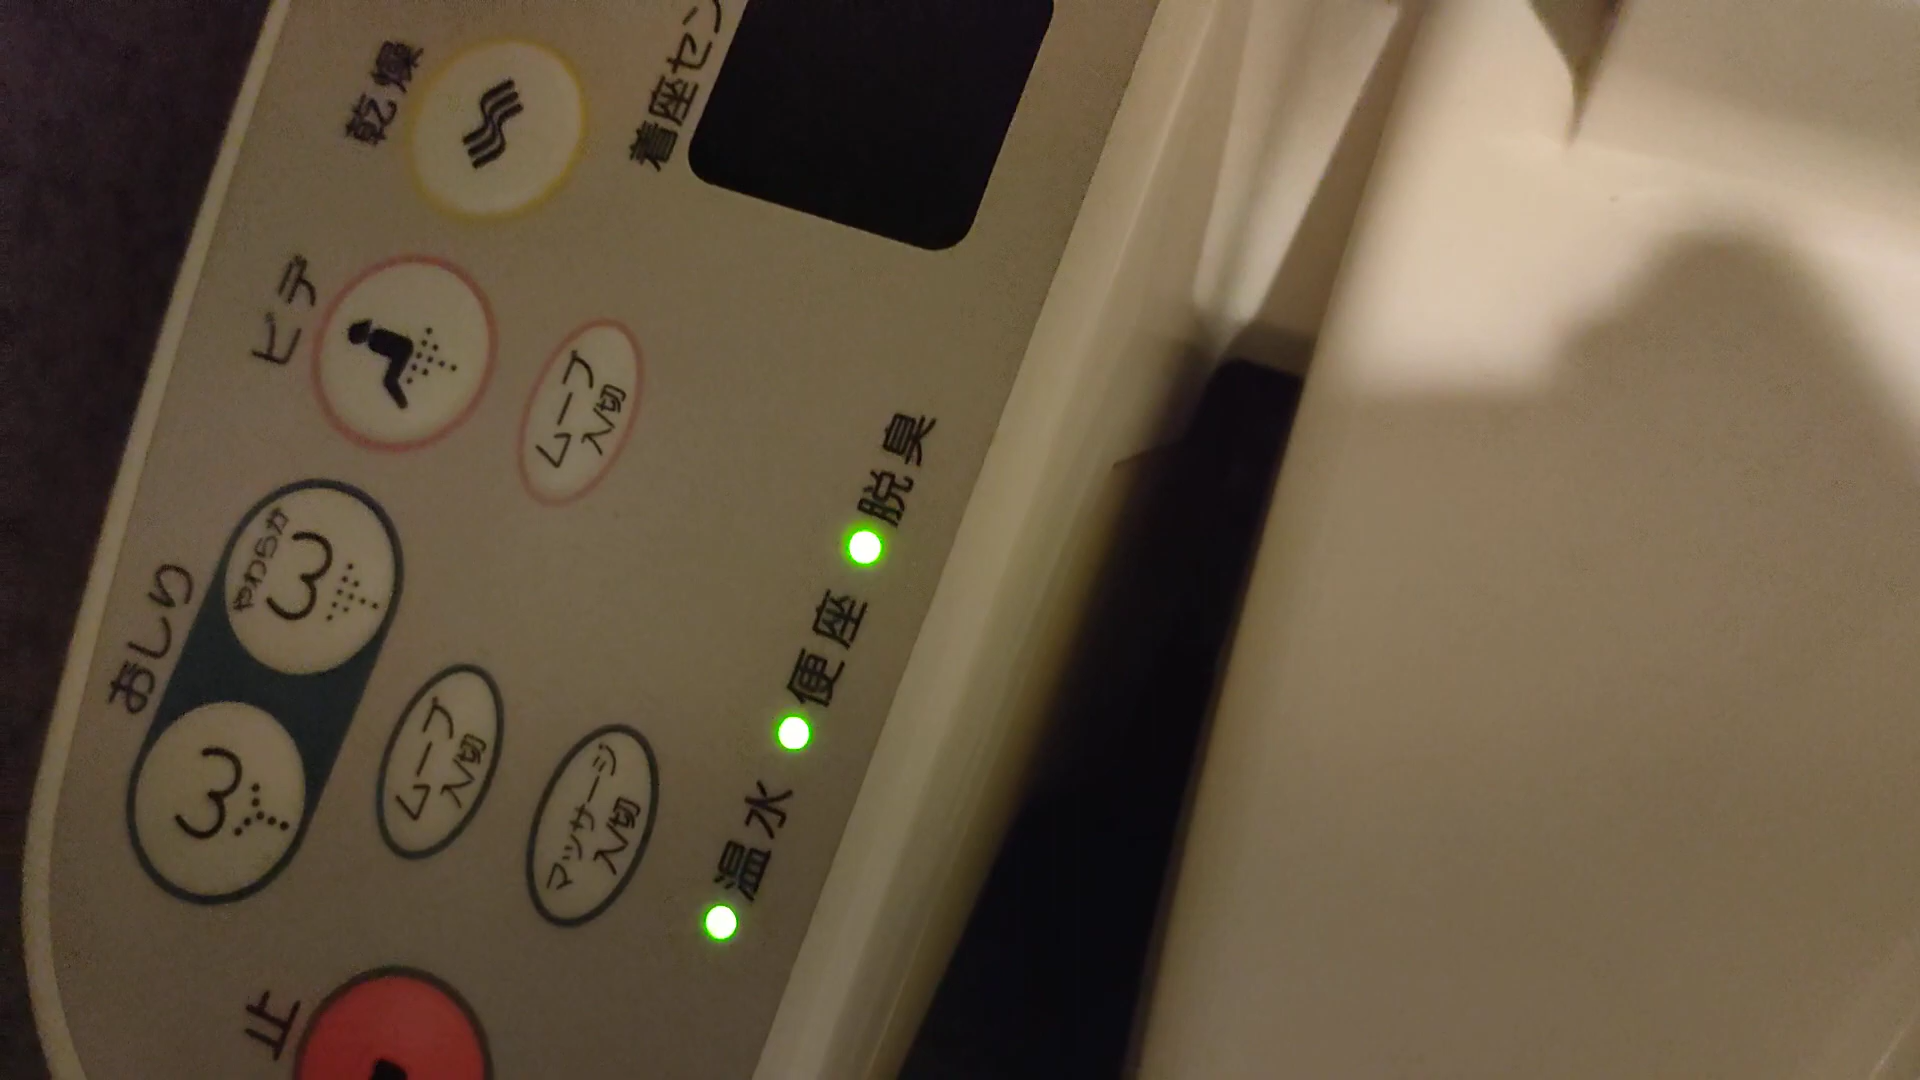 止
おしり
やわらか
ムーブ
入/切
マッサージ
入/切
ビデ
ムーブ
入/切
乾燥
着座セン
温水
便座
脱臭